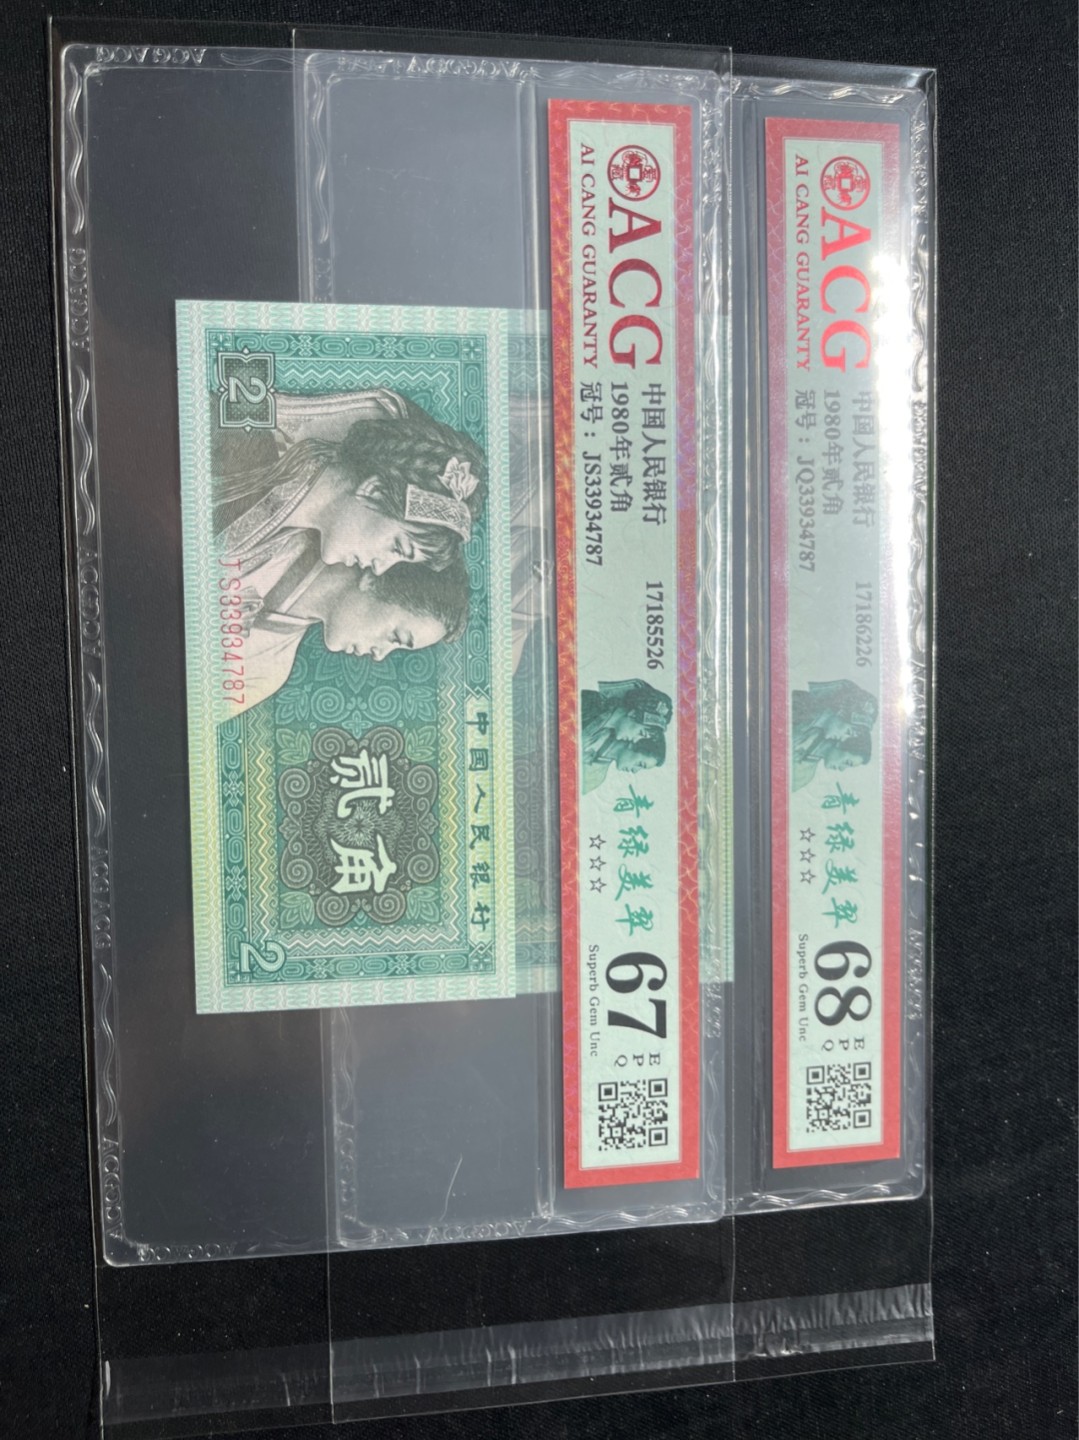 ACG
AI CANG GUARANTY
中国人民银行
1980年贰角
冠号：JQ33934787
17186226
青绿美翠
☆☆☆
68
EPQ
Superb Gem Unc
ACG
AI CANG GUARANTY
中国人民银行
1980年贰角
冠号：JS33934787
17185526
青绿美翠
☆☆☆
67
EPQ
Superb Gem Unc
中国人民银行
贰角
2
2
JS33934787